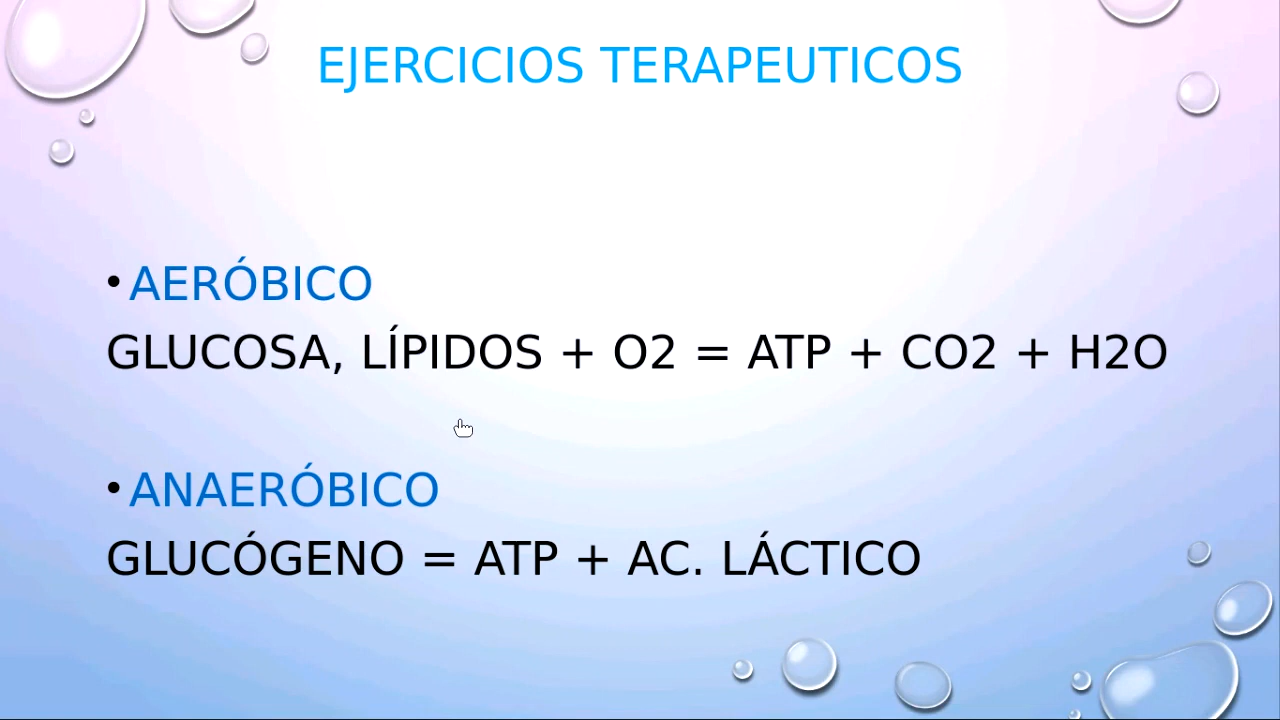 EJERCICIOS TERAPEUTICOS
• AERÓBICO
GLUCOSA, LÍPIDOS + O2 = ATP + CO2 + H2O
• ANAERÓBICO
GLUCÓGENO = ATP + AC. LÁCTICO